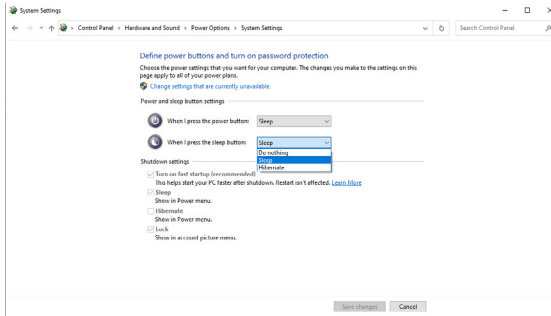 System Settings
Control Panel > Hardware and Sound > Power Options > System Settings
Search Control Panel
Define power buttons and turn on password protection
Choose the power settings that you want for your computer. The changes you make to the settings on this
page apply to all of your power plans.
Change settings that are currently unavailable
Power and sleep button settings
When I press the power button: Sleep
When I press the sleep button: Sleep
Do nothing
Sleep
Hibernate
Shutdown settings
Turn on fast startup (recommended)
This helps start your PC faster after shutdown. Restart isn't affected. Learn More
Sleep
Show in Power menu.
Hibernate
Show in Power menu.
Lock
Show in account picture menu.
Save changes Cancel